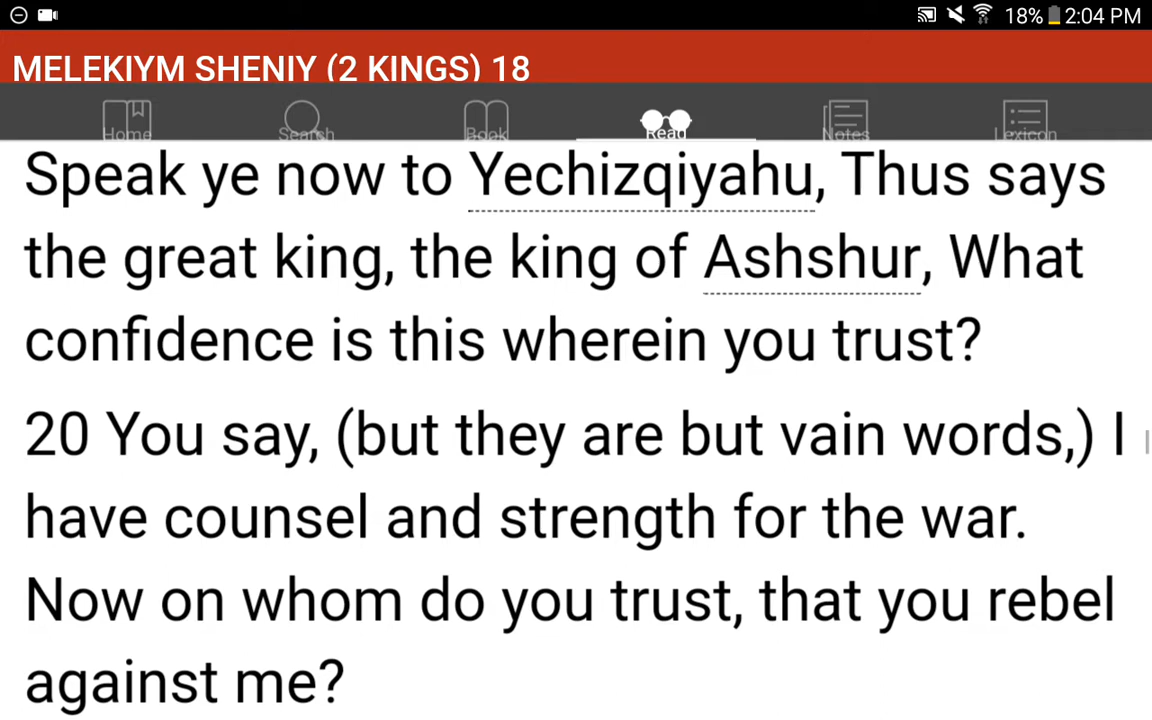 18% 2:04 PM
MELEKIYM SHENIY (2 KINGS) 18
Home Search Book Read Notes Lexicon
Speak ye now to Yechizqiyahu, Thus says
the great king, the king of Ashshur, What
confidence is this wherein you trust?
20 You say, (but they are but vain words,) I
have counsel and strength for the war.
Now on whom do you trust, that you rebel
against me?